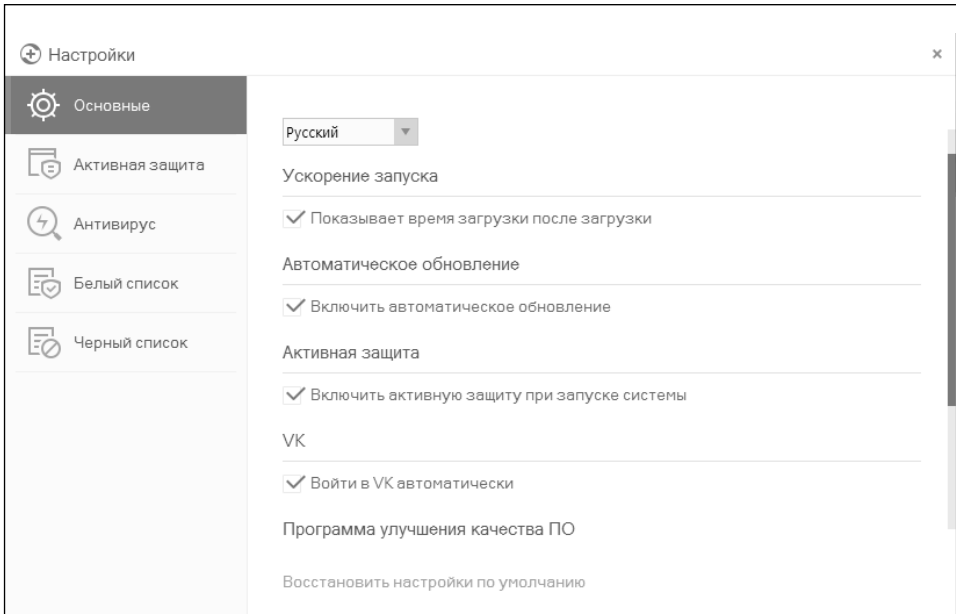 Настройки
Основные
Активная защита
Антивирус
Белый список
Черный список
Русский
Ускорение запуска
Показывает время загрузки после загрузки
Автоматическое обновление
Включить автоматическое обновление
Активная защита
Включить активную защиту при запуске системы
VK
Войти в VK автоматически
Программа улучшения качества ПО
Восстановить настройки по умолчанию